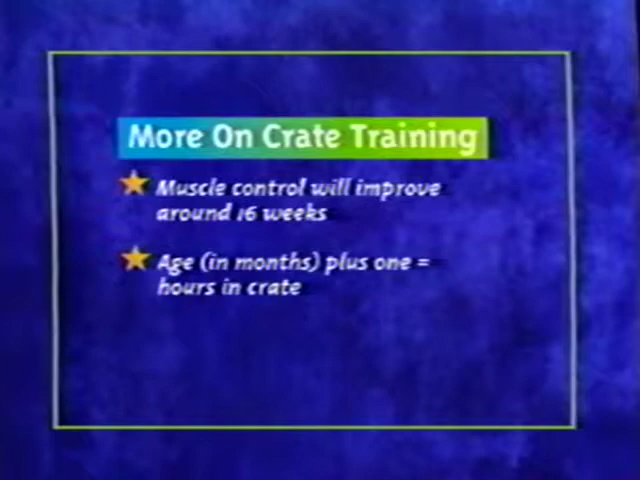 More On Crate Training
Muscle control will improve
around 16 weeks
Age (in months) plus one =
hours in crate